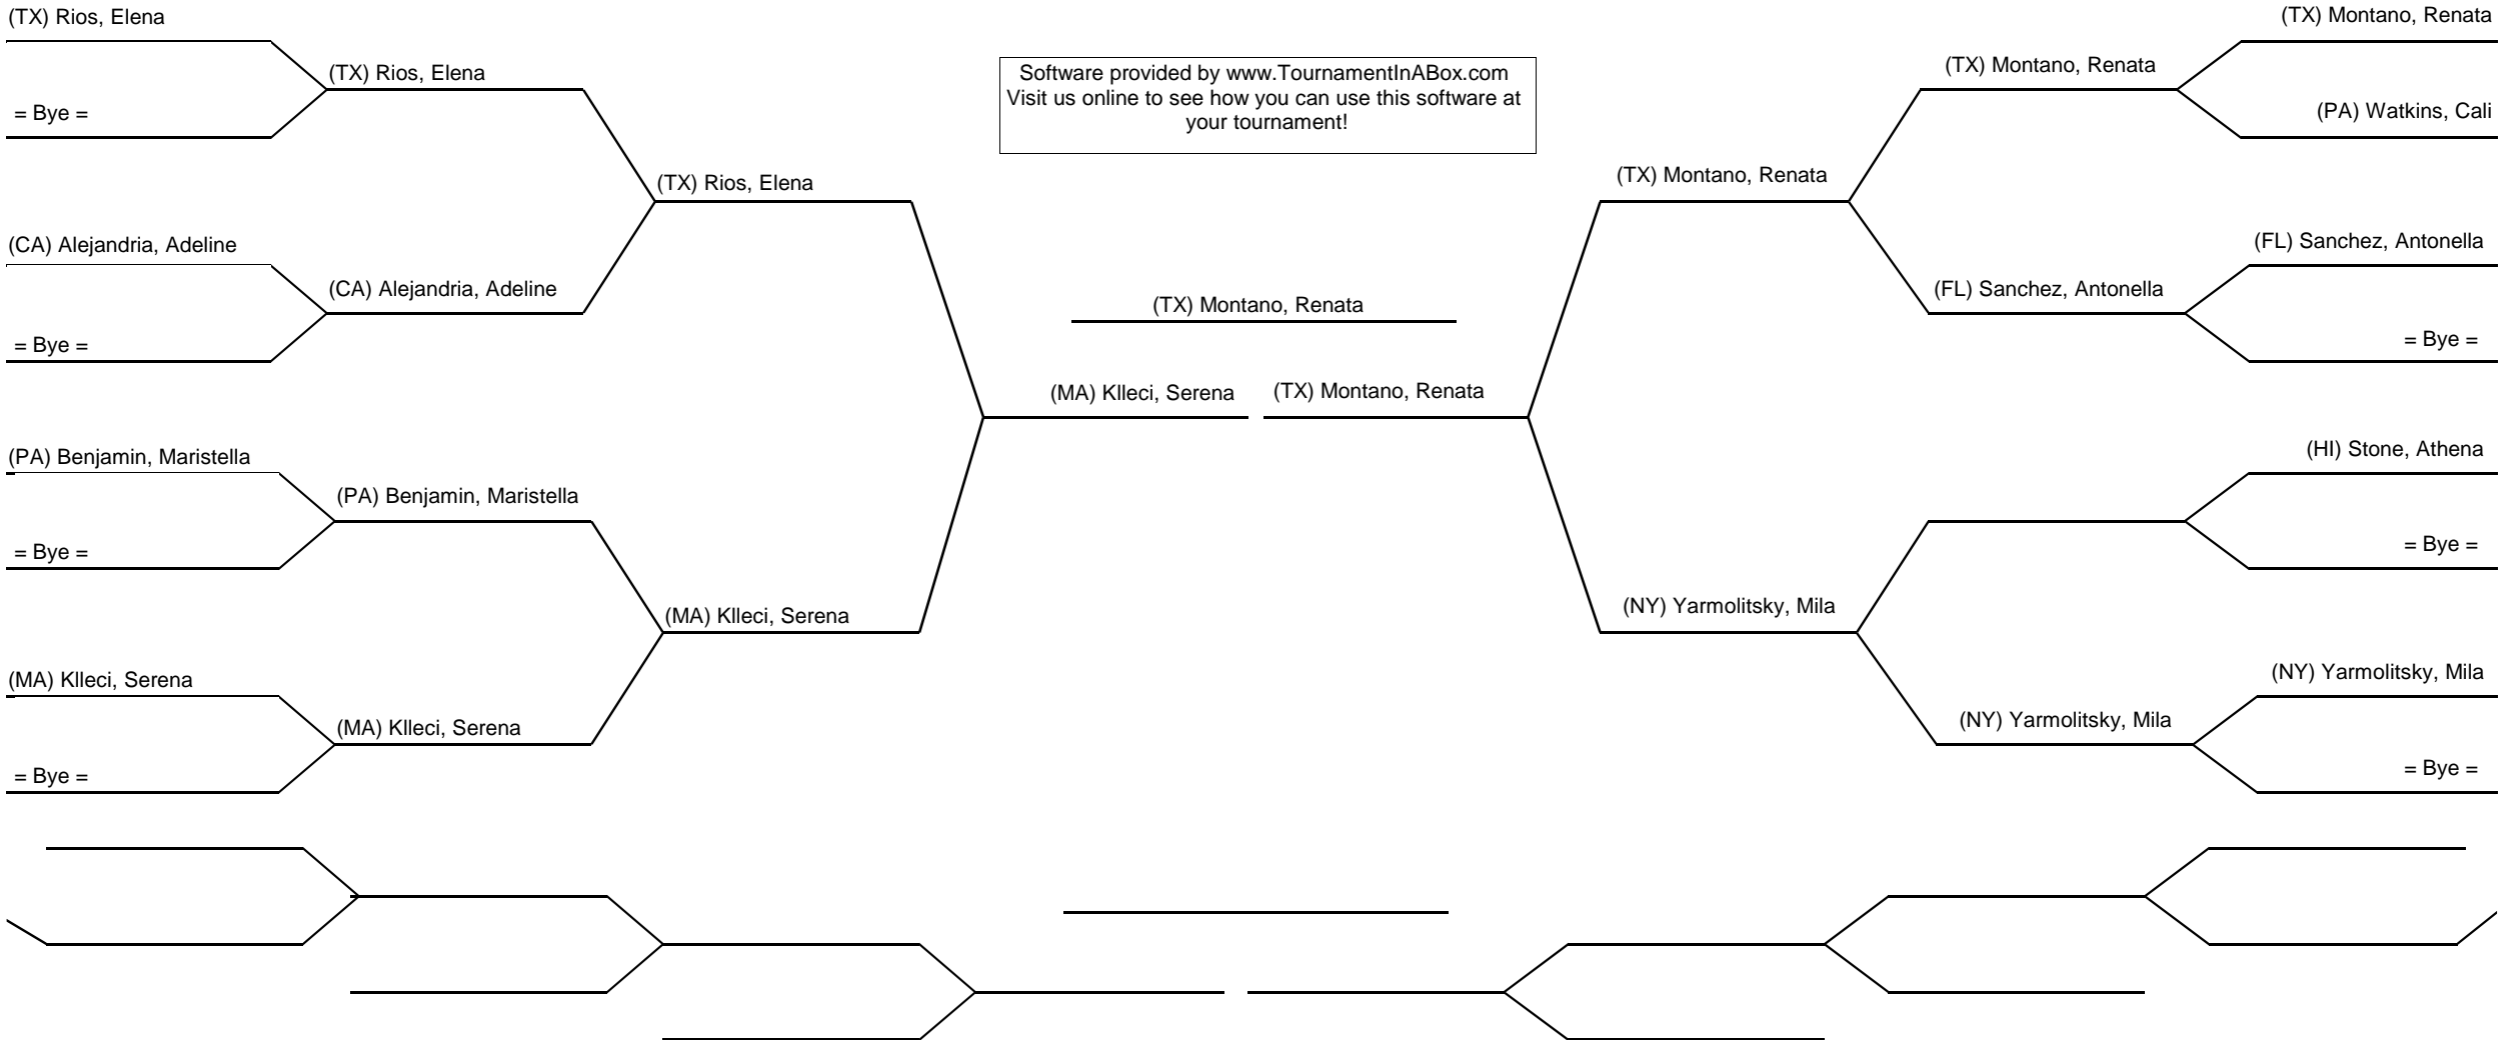 (TX) Rios, Elena
(TX) Rios, Elena
= Bye =
(TX) Rios, Elena
(CA) Alejandria, Adeline
(CA) Alejandria, Adeline
= Bye =
(PA) Benjamin, Maristella
(PA) Benjamin, Maristella
= Bye =
(MA) Klleci, Serena
(MA) Klleci, Serena
(MA) Klleci, Serena
= Bye =
Software provided by www.TournamentInABox.com
Visit us online to see how you can use this software at
your tournament!
(TX) Montano, Renata
(MA) Klleci, Serena
(TX) Montano, Renata
(TX) Montano, Renata
(TX) Montano, Renata
(PA) Watkins, Cali
(TX) Montano, Renata
(FL) Sanchez, Antonella
(FL) Sanchez, Antonella
= Bye =
(HI) Stone, Athena
= Bye =
(NY) Yarmolitsky, Mila
(NY) Yarmolitsky, Mila
(NY) Yarmolitsky, Mila
= Bye =